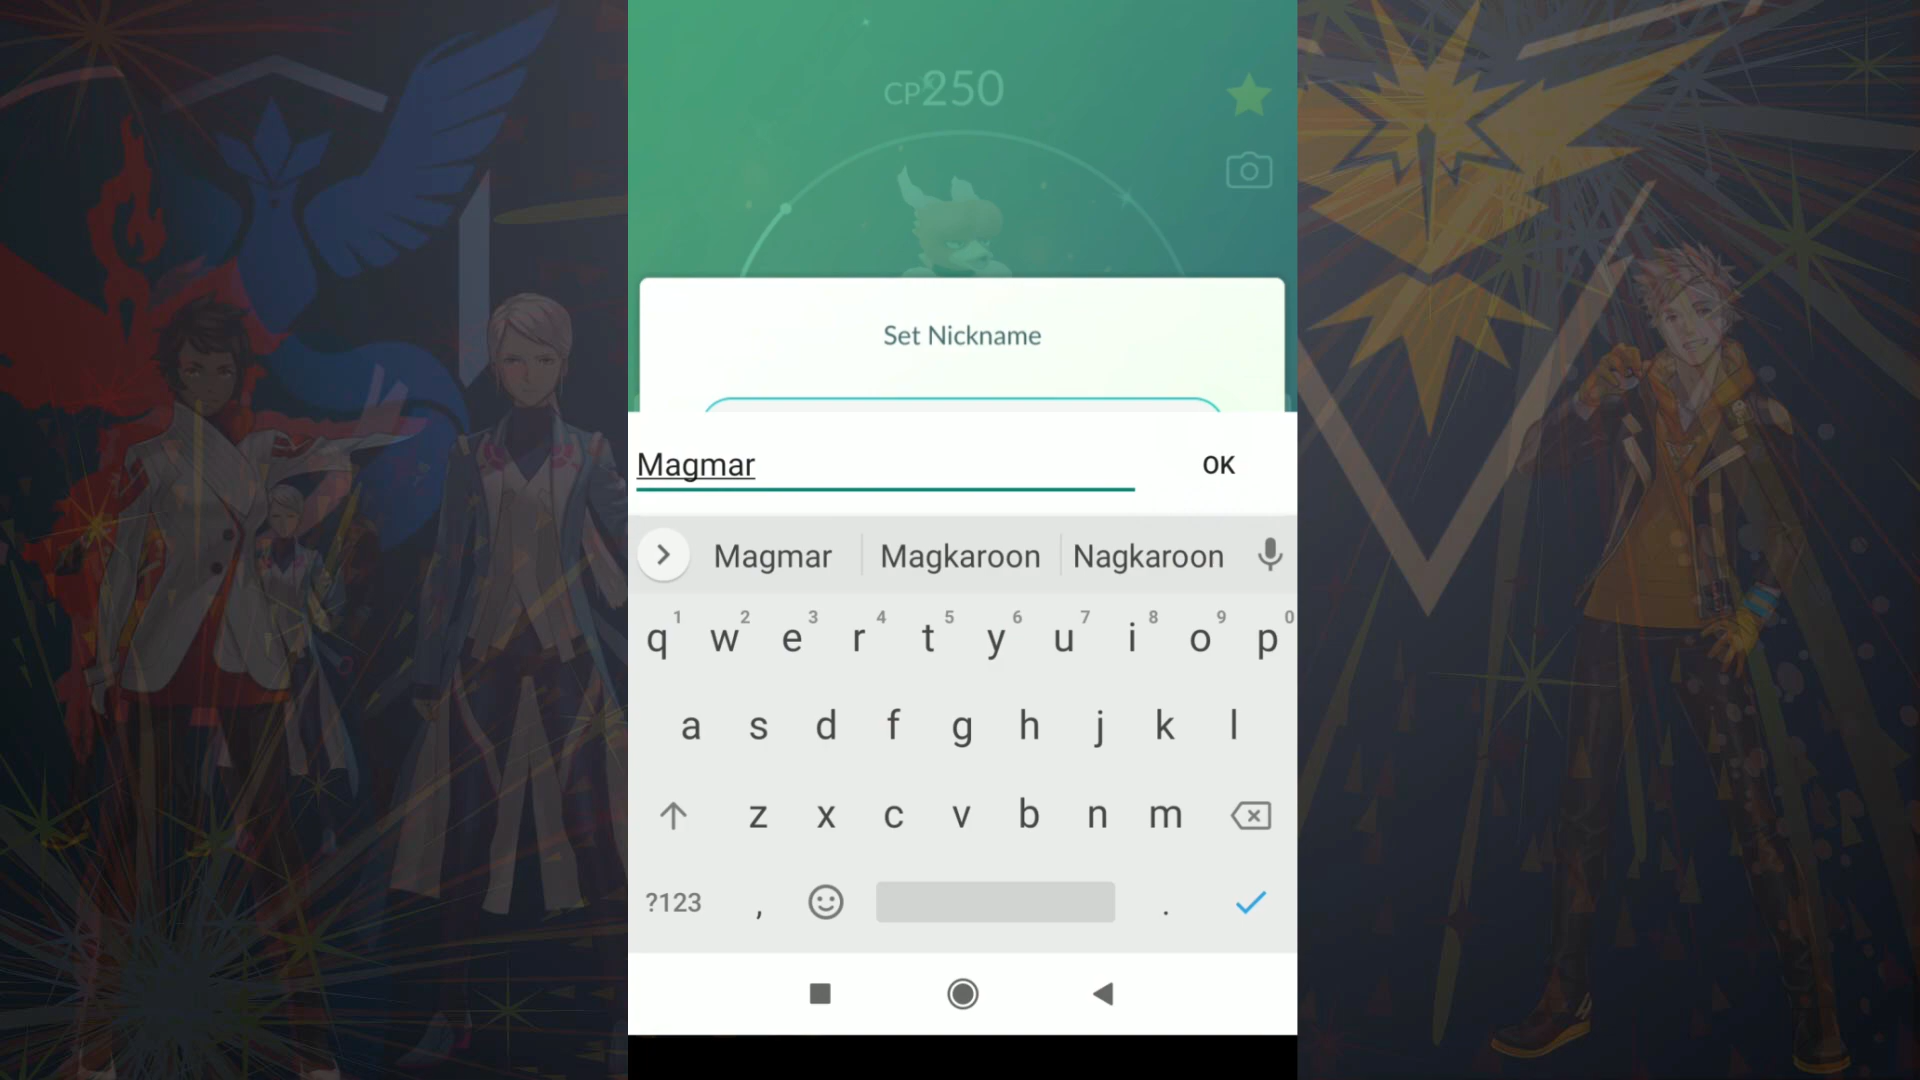 CP250
Set Nickname
Magmar
OK
Magmar Magkaroon Nagkaroon
1 2 3 4 5 6 7 8 9 0
q w e r t y u i o p
a s d f g h j k l
z x c v b n m
?123 , .